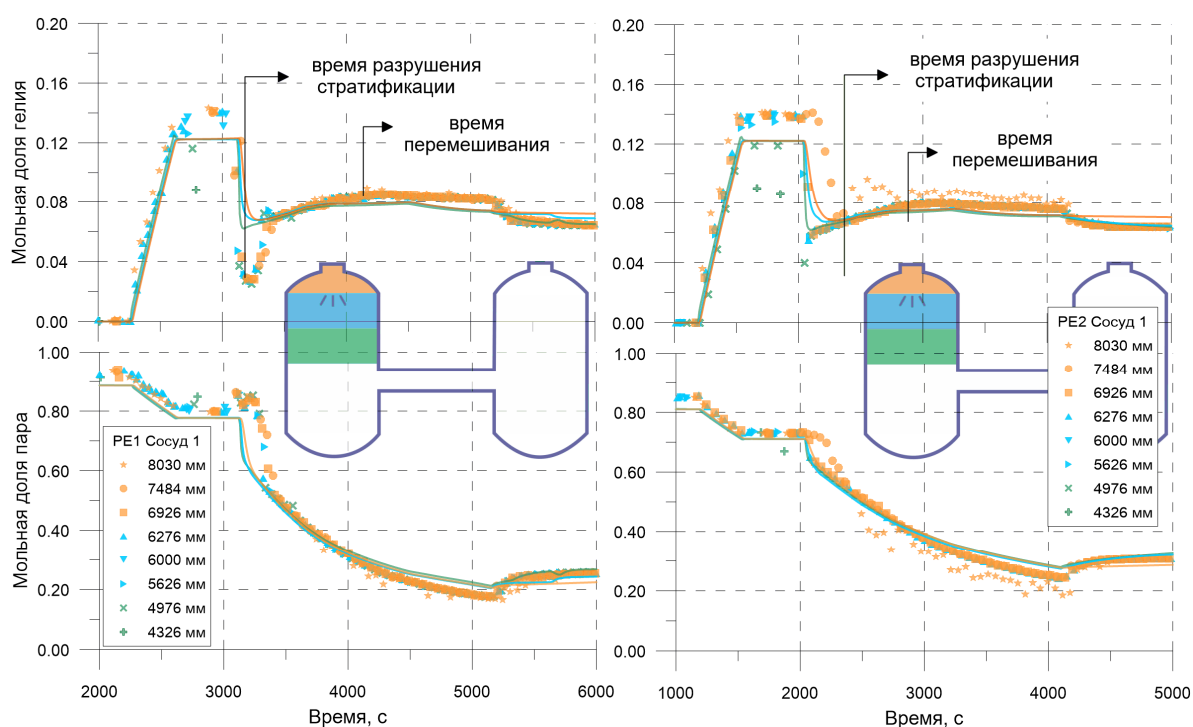 0.20
0.16
0.12
0.08
0.04
0.00
Мольная доля гелия
время разрушения
стратификации
время
перемешивания
1.00
0.80
0.60
0.40
0.20
0.00
Мольная доля пара
PE1 Сосуд 1
8030 мм
7484 мм
6926 мм
6276 мм
6000 мм
5626 мм
4976 мм
4326 мм
2000 3000 4000 5000 6000
Время, с
0.20
0.16
0.12
0.08
0.04
0.00
Мольная доля гелия
время разрушения
стратификации
время
перемешивания
1.00
0.80
0.60
0.40
0.20
0.00
Мольная доля пара
PE2 Сосуд 1
8030 мм
7484 мм
6926 мм
6276 мм
6000 мм
5626 мм
4976 мм
4326 мм
1000 2000 3000 4000 5000
Время, с